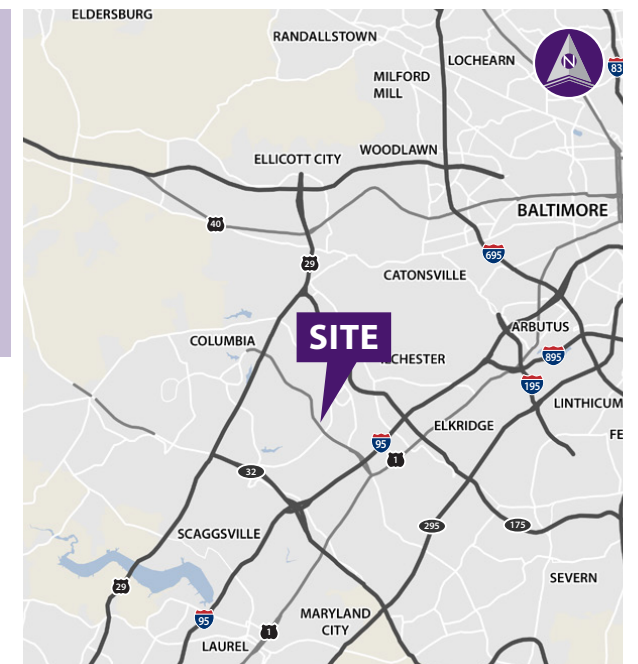 ELDERSBURG
RANDALLSTOWN
LOCHEARN
N
83
MILFORD
MILL
WOODLAWN
ELLICOTT CITY
BALTIMORE
40
695
29
CATONSVILLE
COLUMBIA
SITE
ARBUTUS
895
CHESTER
195
LINTHICUM
ELKRIDGE
95
1
32
295
175
SCAGGSVILLE
SEVERN
29
95
MARYLAND
CITY
1
LAUREL